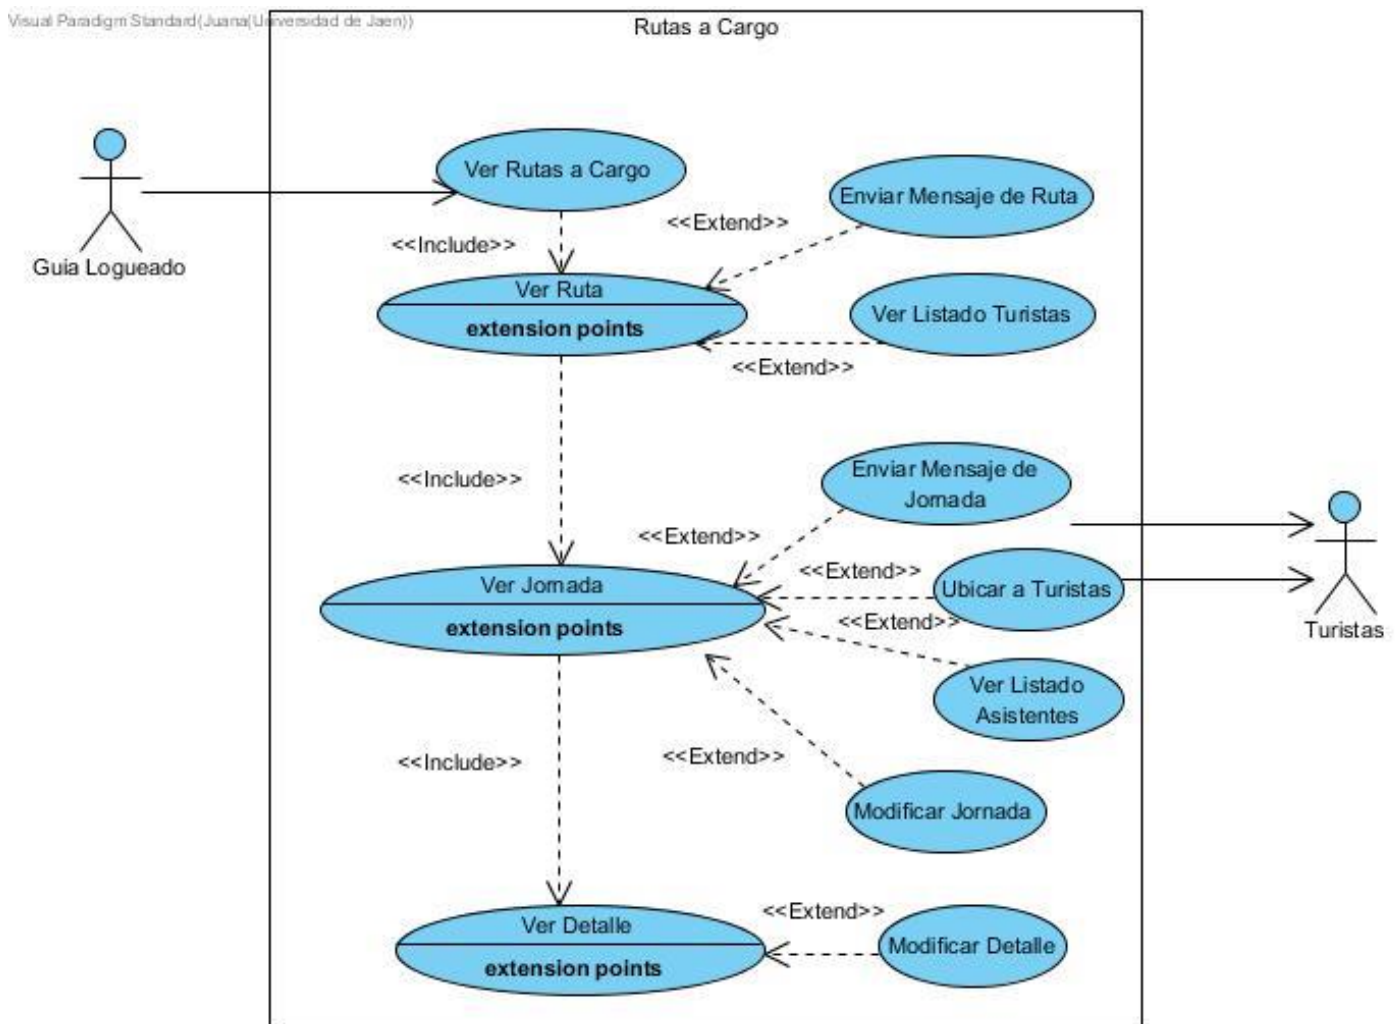 Visual Paradigm Standard(Juana(Universidad de Jaen))
Rutas a Cargo
Ver Rutas a Cargo
Enviar Mensaje de Ruta
<<Extend>>
<<Include>>
Guia Logueado
Ver Ruta
extension points
Ver Listado Turistas
<<Extend>>
Enviar Mensaje de
Jornada
<<Include>>
<<Extend>>
Ver Jornada
extension points
<<Extend>>
Ubicar a Turistas
<<Extend>>
Turistas
Ver Listado
Asistentes
<<Include>>
<<Extend>>
Modificar Jornada
Ver Detalle
extension points
<<Extend>>
Modificar Detalle